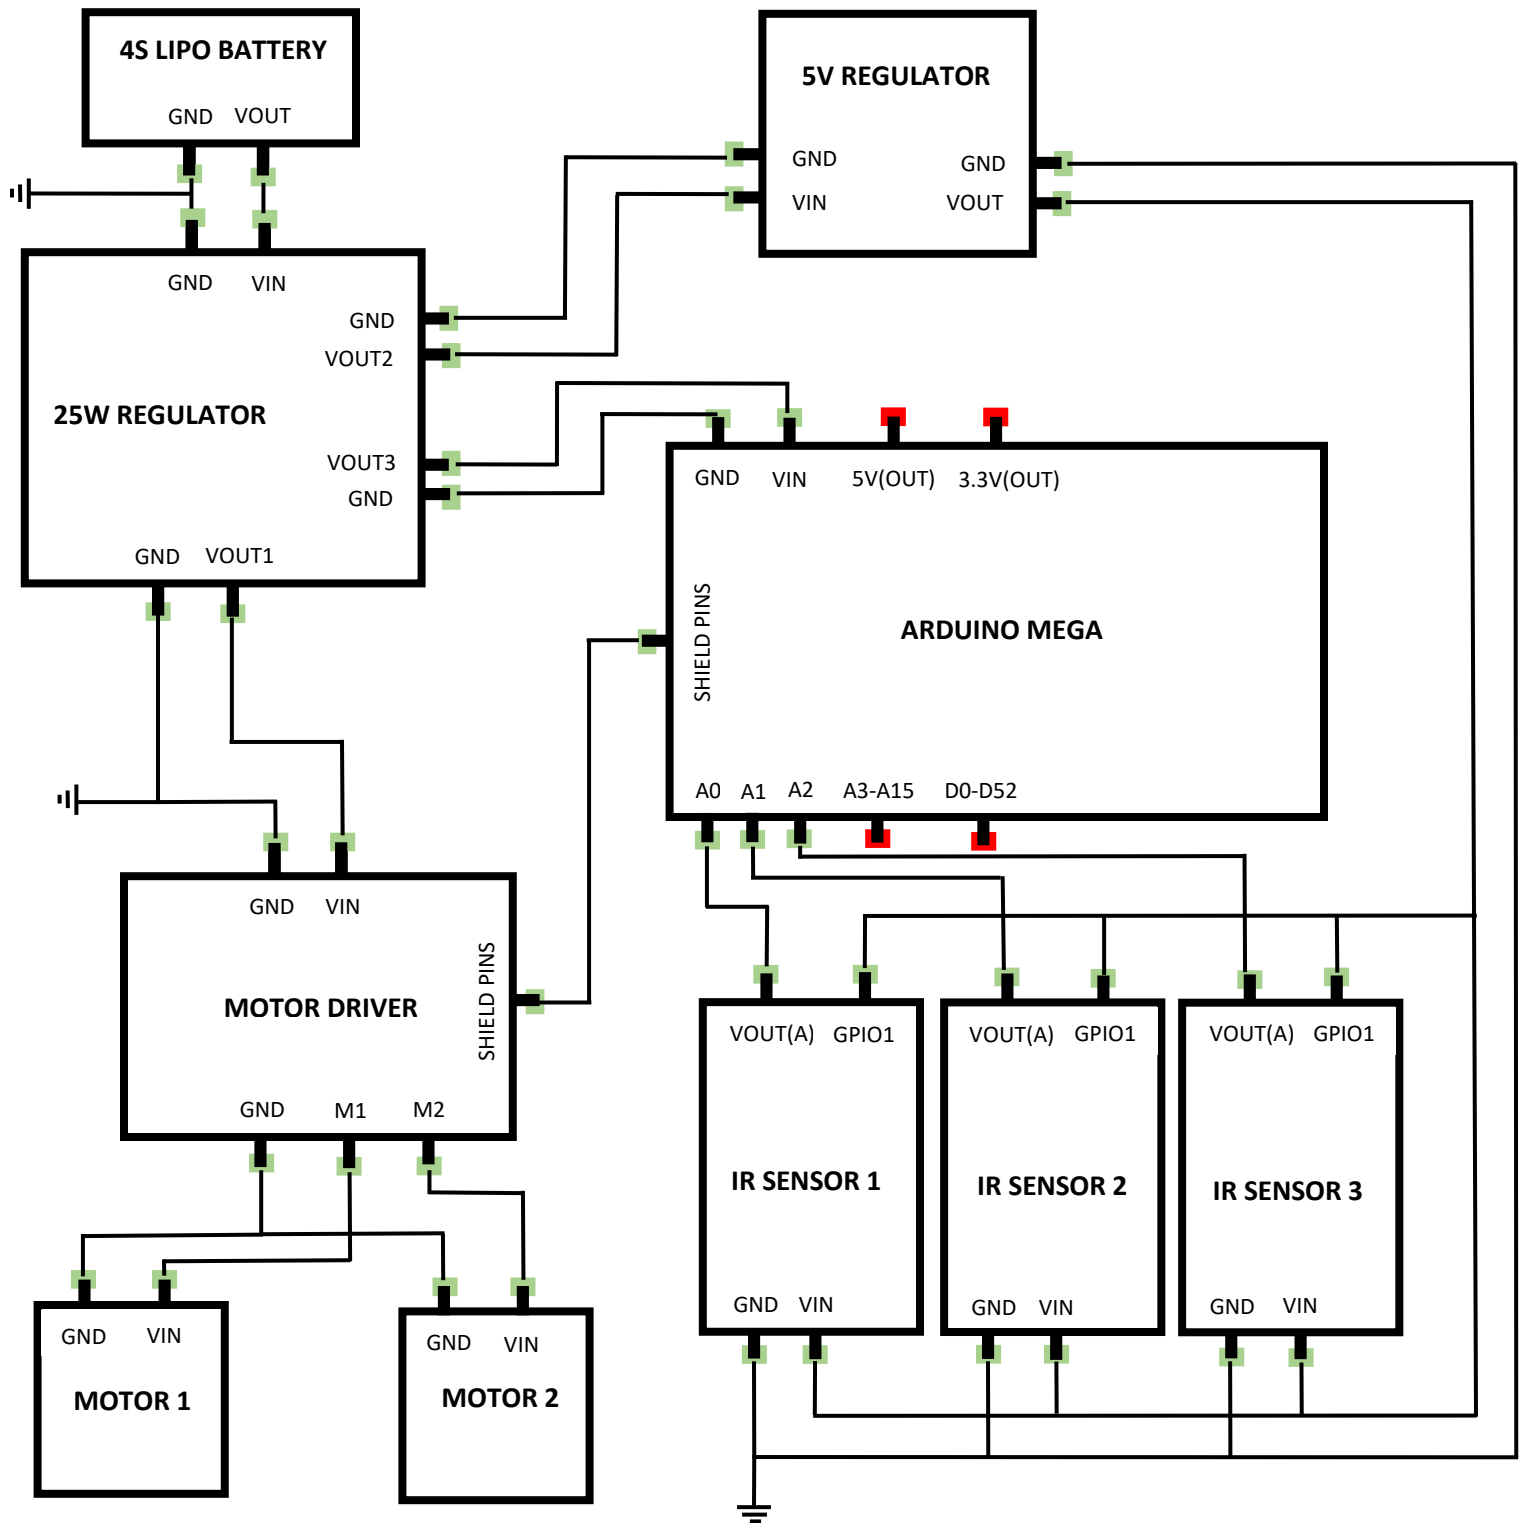 4S LIPO BATTERY
GND VOUT
5V REGULATOR
GND
VIN
GND
VOUT
GND VIN
GND
VOUT2
25W REGULATOR
VOUT3
GND
GND VOUT1
GND VIN 5V(OUT) 3.3V(OUT)
SHIELD PINS
ARDUINO MEGA
A0 A1 A2 A3-A15 D0-D52
GND VIN
SHIELD PINS
MOTOR DRIVER
GND M1 M2
VOUT(A) GPIO1
IR SENSOR 1
GND VIN
VOUT(A) GPIO1
IR SENSOR 2
GND VIN
VOUT(A) GPIO1
IR SENSOR 3
GND VIN
GND VIN
MOTOR 1
GND VIN
MOTOR 2